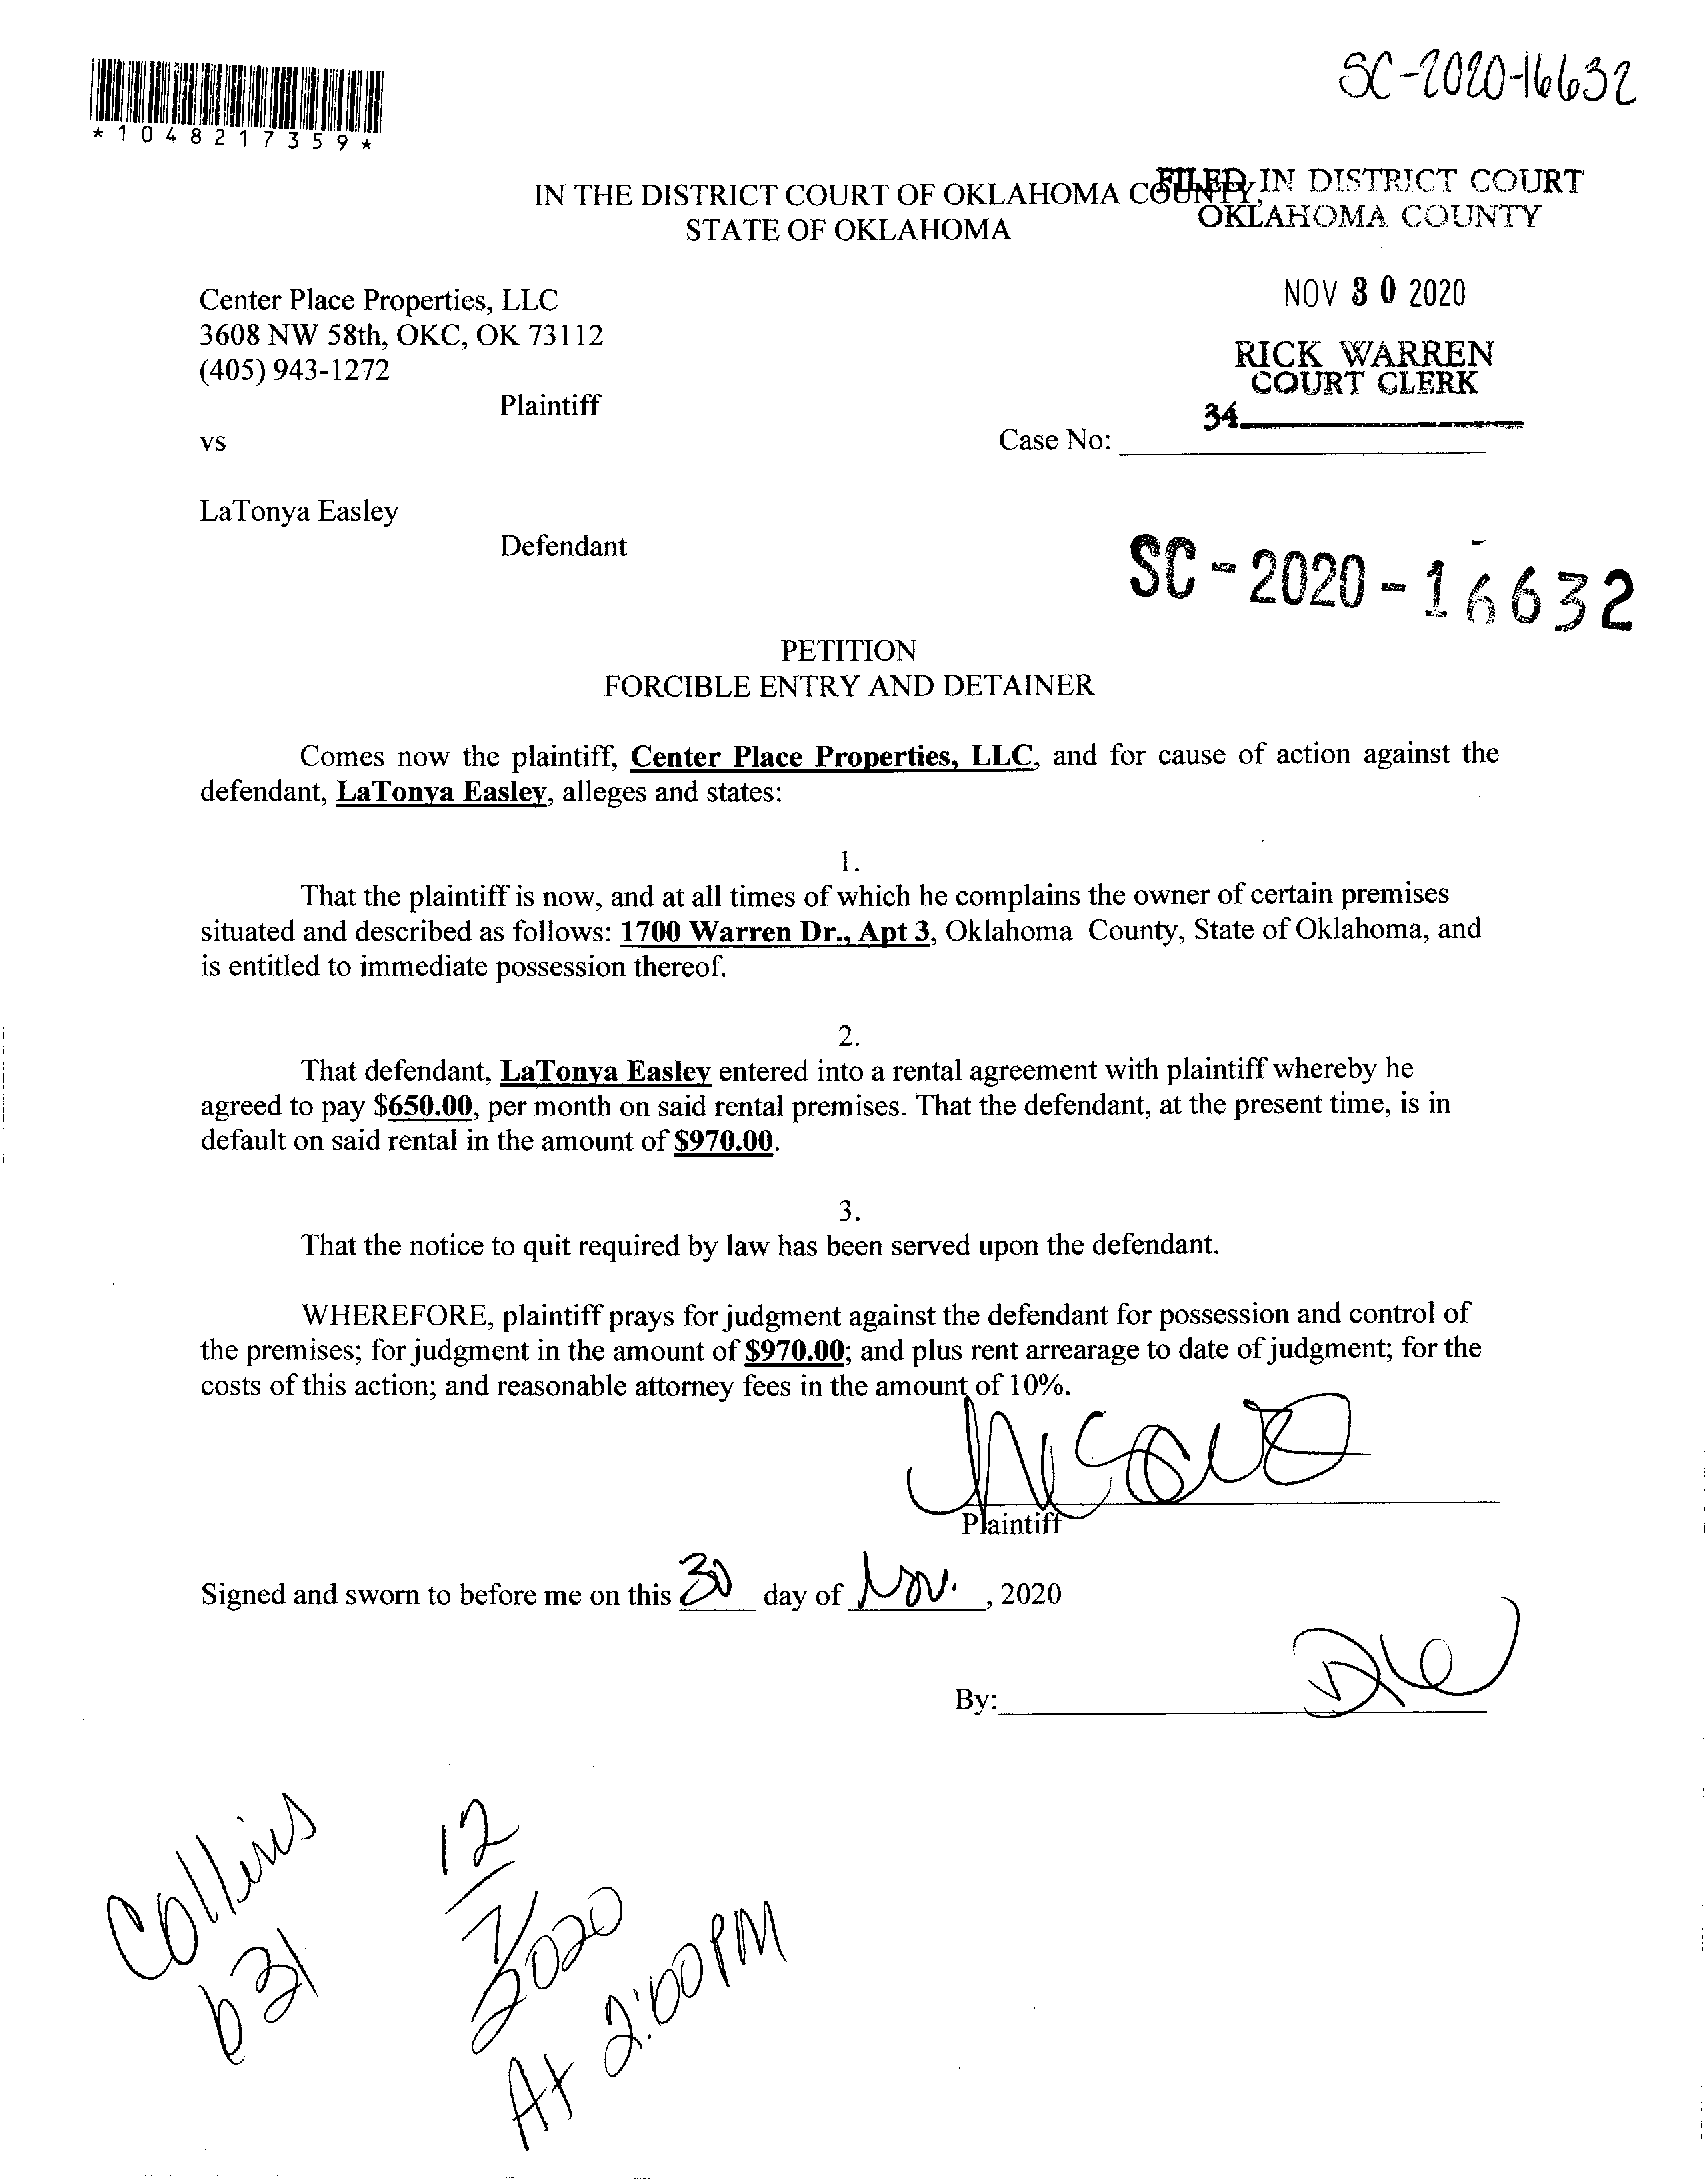 SC-2020-16632
*1048217359*
IN THE DISTRICT COURT OF OKLAHOMA COUNTY,
STATE OF OKLAHOMA
FILED IN DISTRICT COURT
OKLAHOMA COUNTY
NOV 30 2020
RICK WARREN
COURT CLERK
34
Center Place Properties, LLC
3608 NW 58th, OKC, OK 73112
(405) 943-1272
Plaintiff
vs
Case No:
LaTonya Easley
Defendant
SC-2020-16632
PETITION
FORCIBLE ENTRY AND DETAINER
Comes now the plaintiff, Center Place Properties, LLC, and for cause of action against the
defendant, LaTonya Easley, alleges and states:
1.
That the plaintiff is now, and at all times of which he complains the owner of certain premises
situated and described as follows: 1700 Warren Dr., Apt 3, Oklahoma County, State of Oklahoma, and
is entitled to immediate possession thereof.
2.
That defendant, LaTonya Easley entered into a rental agreement with plaintiff whereby he
agreed to pay $650.00, per month on said rental premises. That the defendant, at the present time, is in
default on said rental in the amount of $970.00.
3.
That the notice to quit required by law has been served upon the defendant.
WHEREFORE, plaintiff prays for judgment against the defendant for possession and control of
the premises; for judgment in the amount of $970.00; and plus rent arrearage to date of judgment; for the
costs of this action; and reasonable attorney fees in the amount of 10%.
Plaintiff
Signed and sworn to before me on this 30 day of Nov., 2020
By:
Collins
631
12/7/2020
At 2:00PM